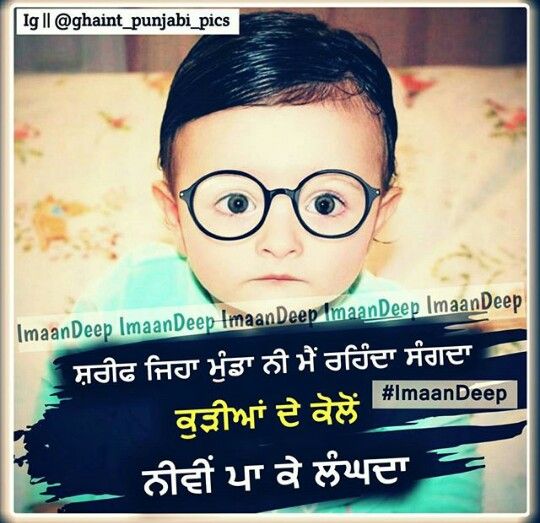 Ig || @ghaint_punjabi_pics
ImaanDeep ImaanDeep ImaanDeep ImaanDeep ImaanDeep
ਸ਼ਰੀਫ ਜਿਹਾ ਮੁੰਡਾ ਨੀ ਮੈਂ ਰਹਿੰਦਾ ਸੰਗਦਾ
#ImaanDeep
ਕੁੜੀਆਂ ਦੇ ਕੋਲੋਂ
ਨੀਵੀਂ ਪਾ ਕੇ ਲੰਘਦਾ